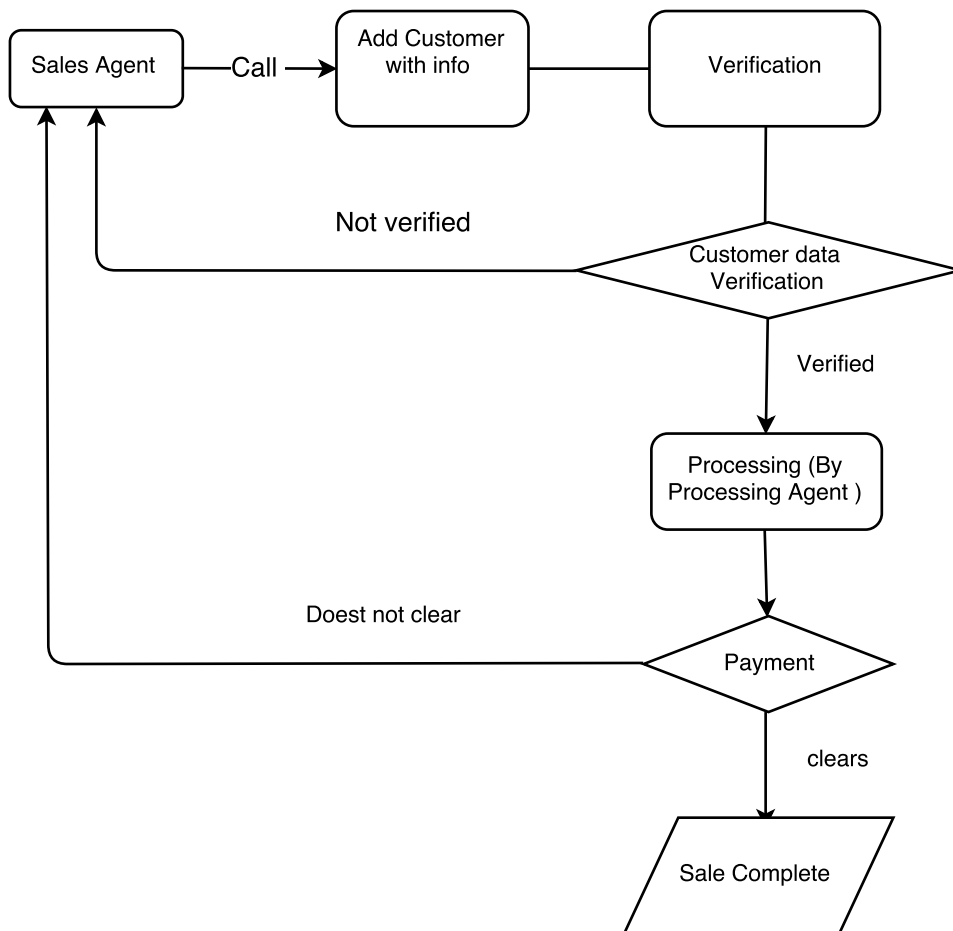 Sales Agent
Call
Add Customer
with info
Verification
Not verified
Customer data
Verification
Verified
Processing (By
Processing Agent )
Doest not clear
Payment
clears
Sale Complete